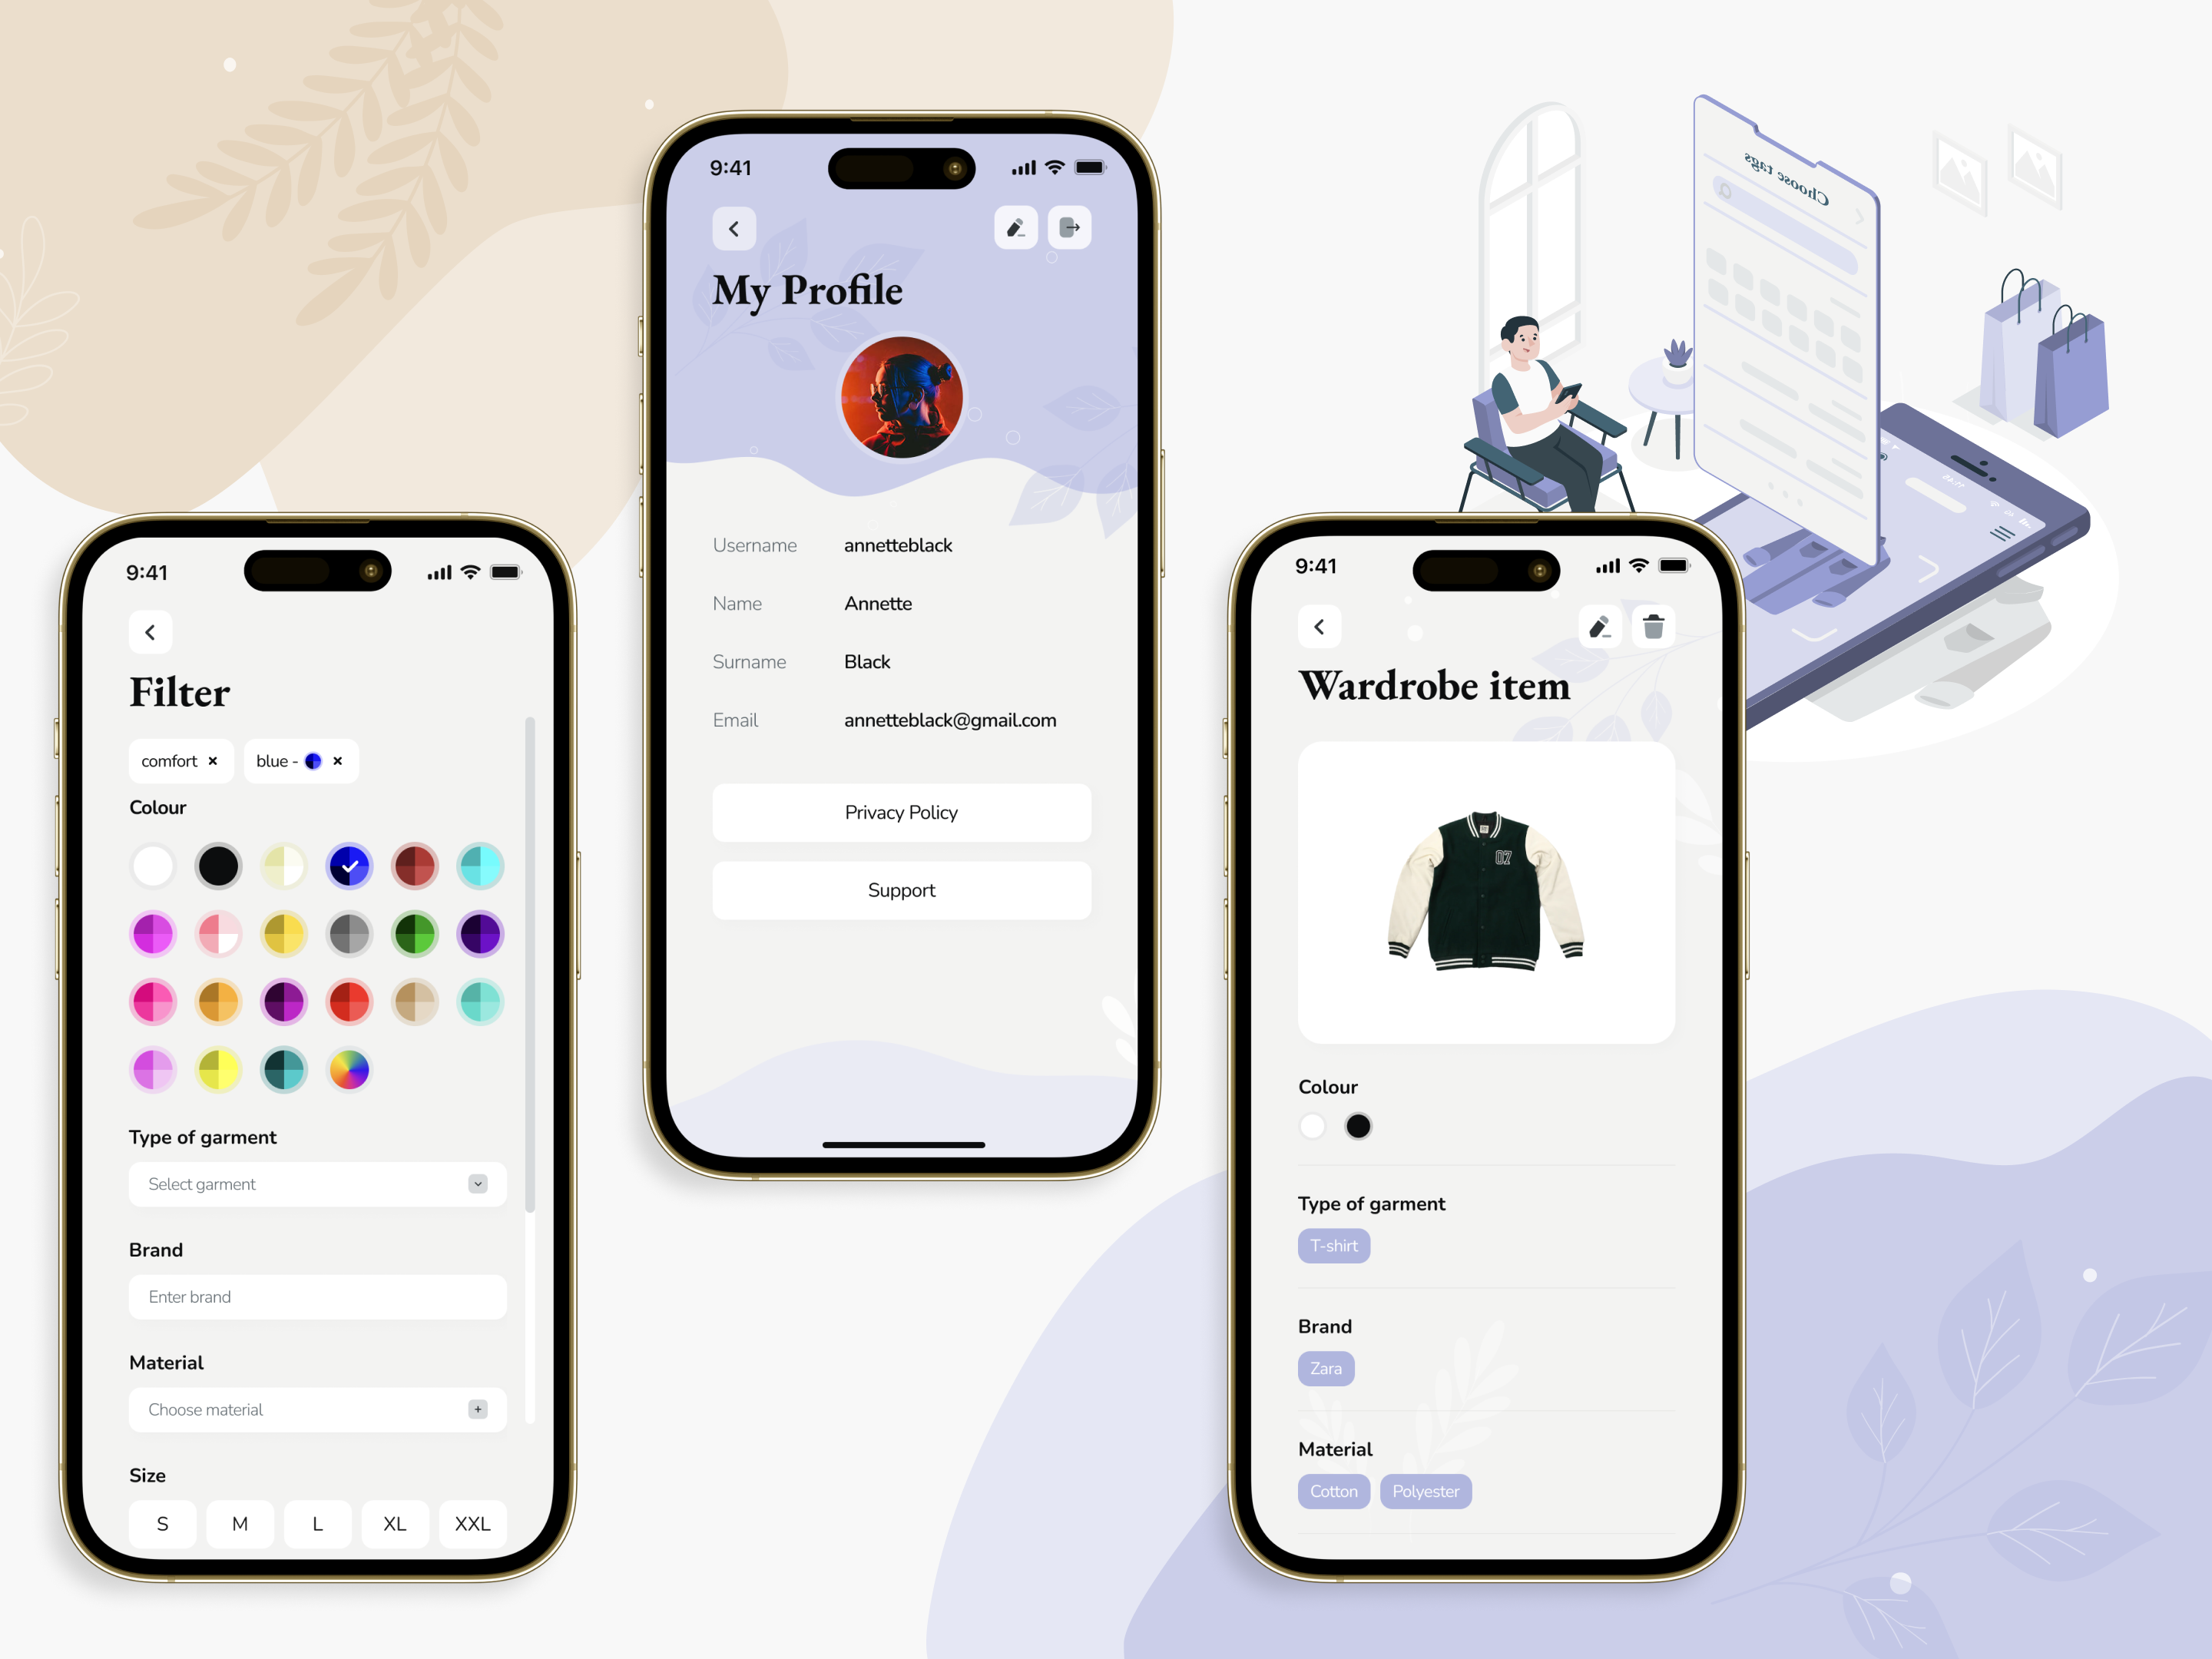 9:41
Filter
comfort ×
blue - ×
Colour
Type of garment
Select garment
Brand
Enter brand
Material
Choose material
+
Size
S M L XL XXL
9:41
My Profile
Username annetteblack
Name Annette
Surname Black
Email annetteblack@gmail.com
Privacy Policy
Support
Choose tags
9:41
Wardrobe item
07
Colour
Type of garment
T-shirt
Brand
Zara
Material
Cotton Polyester